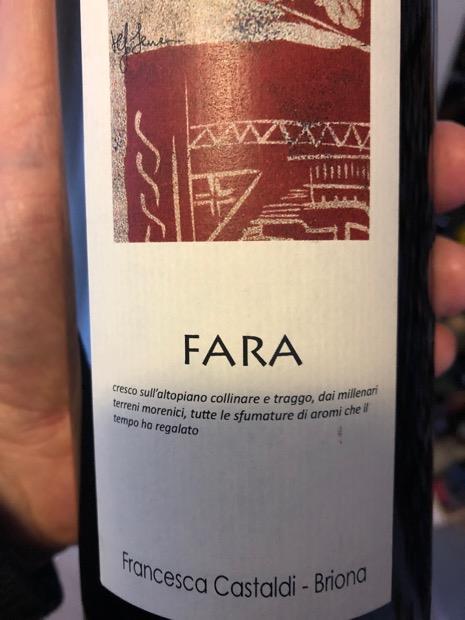 FARA
cresco sull'altopiano collinare e traggo, dai millenari
terreni morenici, tutte le sfumature di aromi che il
tempo ha regalato
Francesca Castaldi - Briona